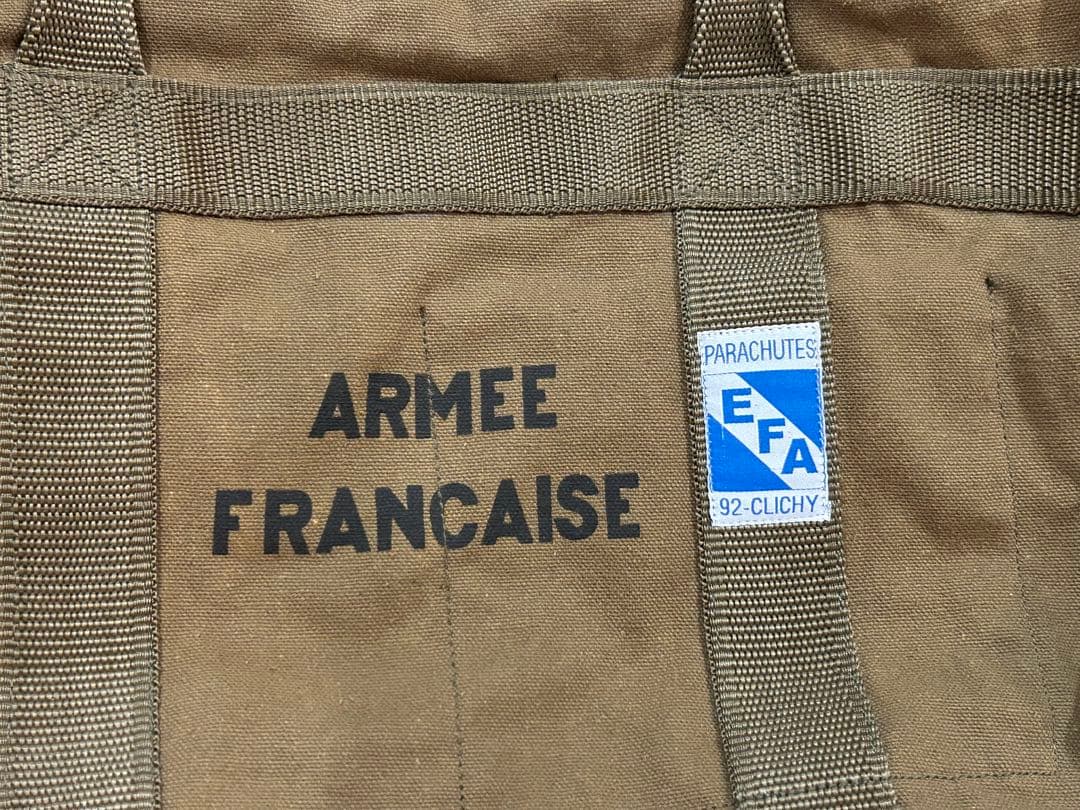 ARMEE
FRANCAISE
PARACHUTES
EFA
92-CLICHY